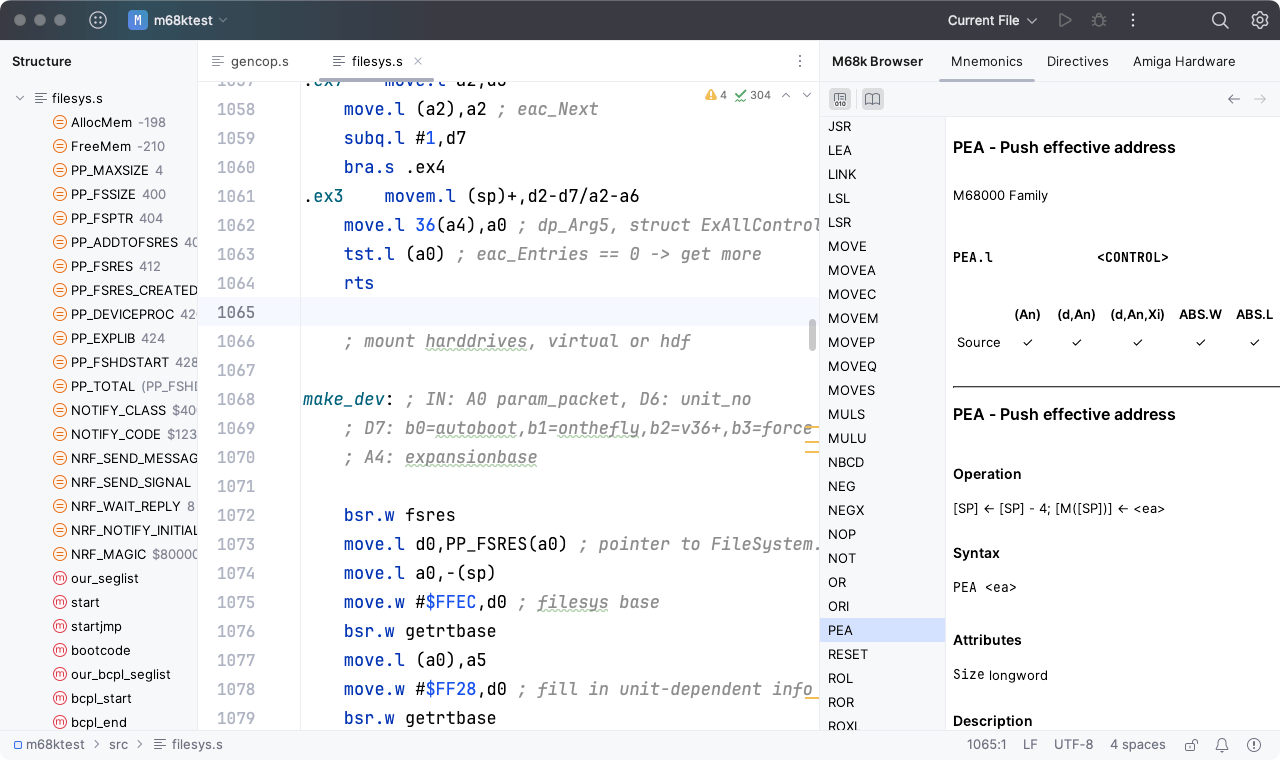 M m68ktest
Current File
Structure
gencop.s
filesys.s
M68k Browser
Mnemonics
Directives
Amiga Hardware
filesys.s
AllocMem -198
FreeMem -210
PP_MAXSIZE 4
PP_FSSIZE 400
PP_FSPTR 404
PP_ADDTOFSRES 40
PP_FSRES 412
PP_FSRES_CREATED
PP_DEVICEPROC 420
PP_EXPLIB 424
PP_FSHDSTART 428
PP_TOTAL (PP_FSHD
NOTIFY_CLASS $400
NOTIFY_CODE $123
NRF_SEND_MESSAG
NRF_SEND_SIGNAL
NRF_WAIT_REPLY 8
NRF_NOTIFY_INITIAL
NRF_MAGIC $80000
our_seglist
start
startjmp
bootcode
our_bcpl_seglist
bcpl_start
bcpl_end
4 304
1057 .ex7 move.l a2,a0
1058 move.l (a2),a2 ; eac_Next
1059 subq.l #1,d7
1060 bra.s .ex4
1061 .ex3 movem.l (sp)+,d2-d7/a2-a6
1062 move.l 36(a4),a0 ; dp_Arg5, struct ExAllControl
1063 tst.l (a0) ; eac_Entries == 0 -> get more
1064 rts
1065
1066 ; mount harddrives, virtual or hdf
1067
1068 make_dev: ; IN: A0 param_packet, D6: unit_no
1069 ; D7: b0=autoboot,b1=onthefly,b2=v36+,b3=force
1070 ; A4: expansionbase
1071
1072 bsr.w fsres
1073 move.l d0,PP_FSRES(a0) ; pointer to FileSystem.
1074 move.l a0,-(sp)
1075 move.w #$FFEC,d0 ; filesys base
1076 bsr.w getrtbase
1077 move.l (a0),a5
1078 move.w #$FF28,d0 ; fill in unit-dependent info
1079 bsr.w getrtbase
JSR
LEA
LINK
LSL
LSR
MOVE
MOVEA
MOVEC
MOVEM
MOVEP
MOVEQ
MOVES
MULS
MULU
NBCD
NEG
NEGX
NOP
NOT
OR
ORI
PEA
RESET
ROL
ROR
ROXL
PEA - Push effective address
M68000 Family
PEA.l <CONTROL>
(An) (d,An) (d,An,Xi) ABS.W ABS.L
Source ✓ ✓ ✓ ✓ ✓
PEA - Push effective address
Operation
[SP] ← [SP] - 4; [M([SP])] ← <ea>
Syntax
PEA <ea>
Attributes
Size longword
Description
m68ktest > src > filesys.s
1065:1 LF UTF-8 4 spaces